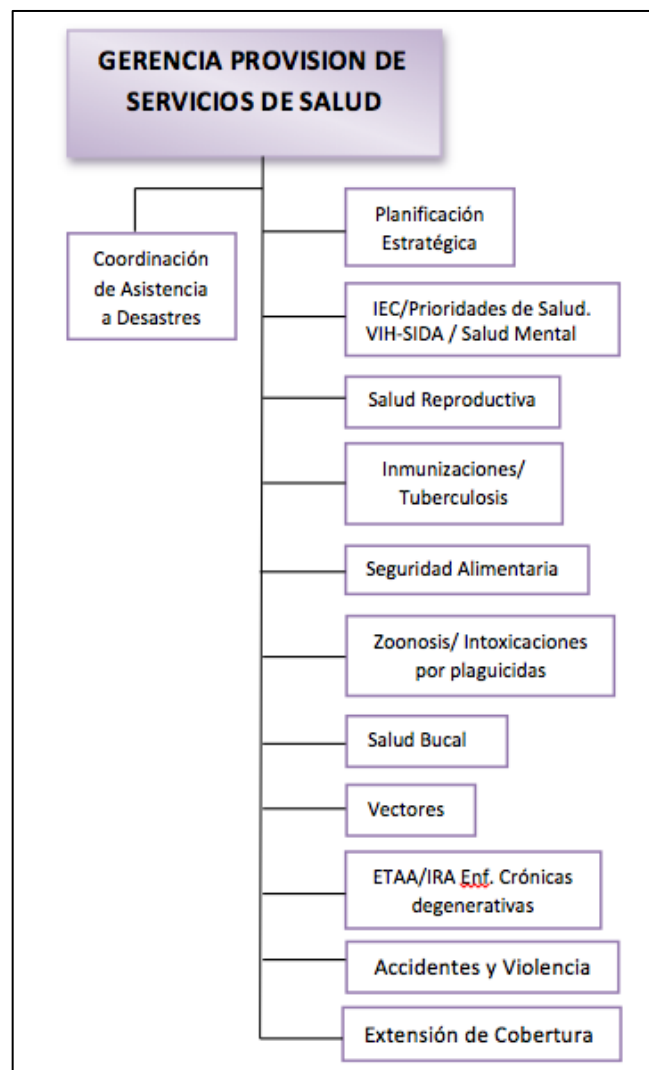 GERENCIA PROVISION DE
SERVICIOS DE SALUD
Coordinación
de Asistencia
a Desastres
Planificación
Estratégica
IEC/Prioridades de Salud.
VIH-SIDA / Salud Mental
Salud Reproductiva
Inmunizaciones/
Tuberculosis
Seguridad Alimentaria
Zoonosis/ Intoxicaciones
por plaguicidas
Salud Bucal
Vectores
ETAA/IRA Enf. Crónicas
degenerativas
Accidentes y Violencia
Extensión de Cobertura